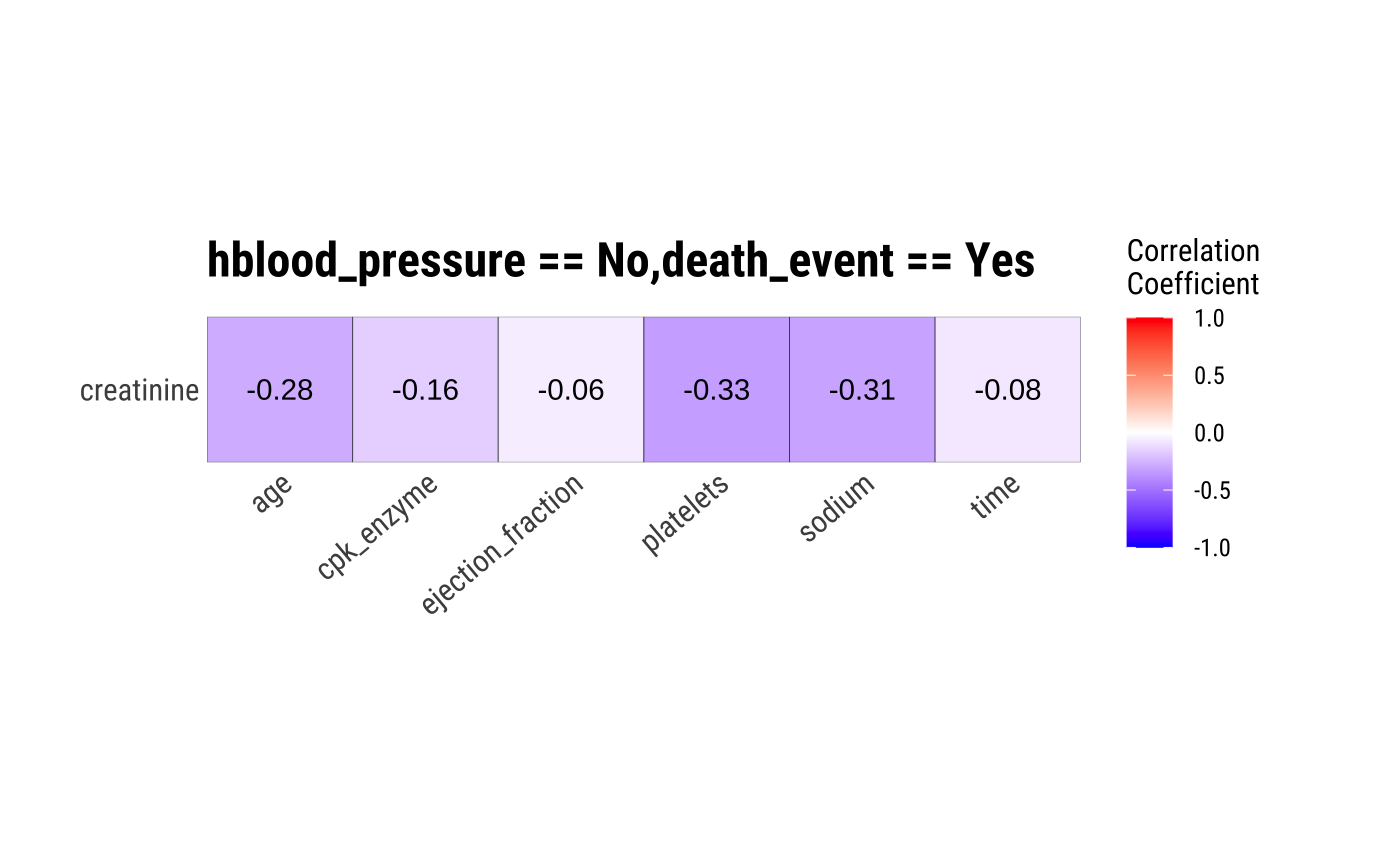 hblood_pressure == No,death_event == Yes
Correlation
Coefficient
1.0
0.5
0.0
-0.5
-1.0
creatinine
-0.28
-0.16
-0.06
-0.33
-0.31
-0.08
age
cpk_enzyme
ejection_fraction
platelets
sodium
time